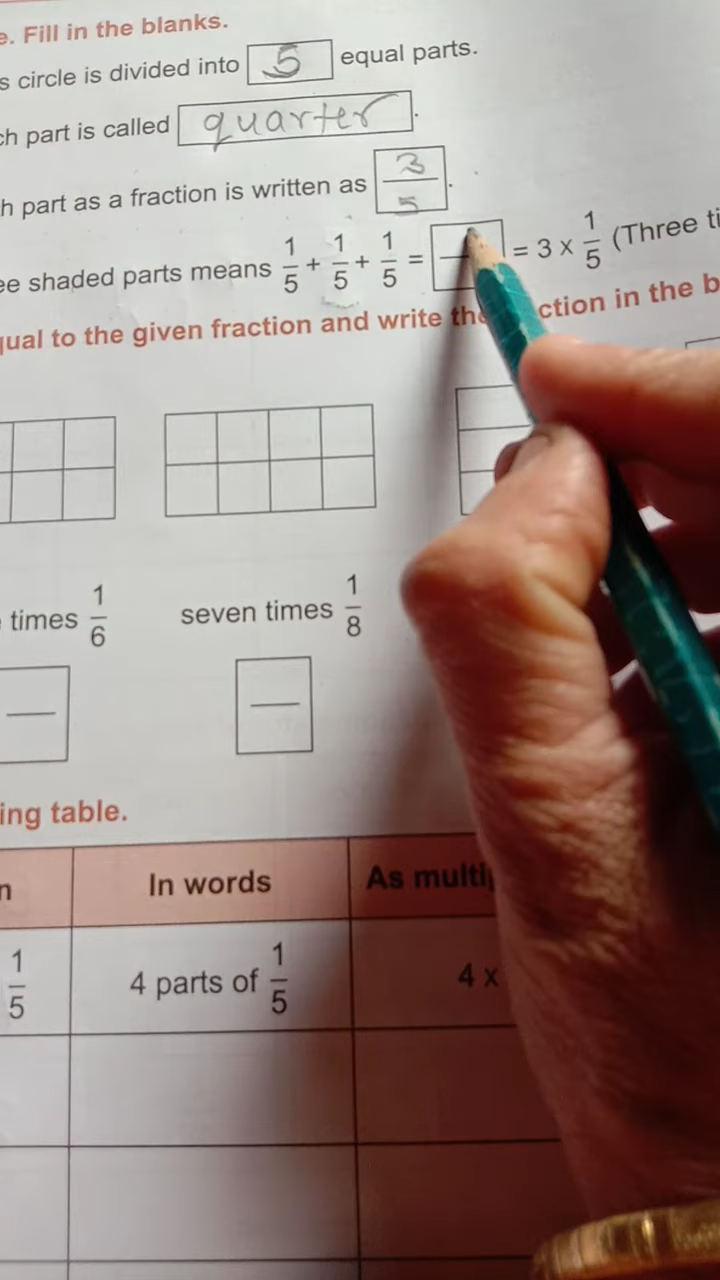 e. Fill in the blanks.
s circle is divided into 5 equal parts.
ch part is called quarter.
h part as a fraction is written as 3/5.
ee shaded parts means 1/5 + 1/5 + 1/5 = — = 3 x 1/5 (Three ti
qual to the given fraction and write the ction in the b
times 1/6 seven times 1/8
ing table.
n In words As multi
1/5 4 parts of 1/5 4 x